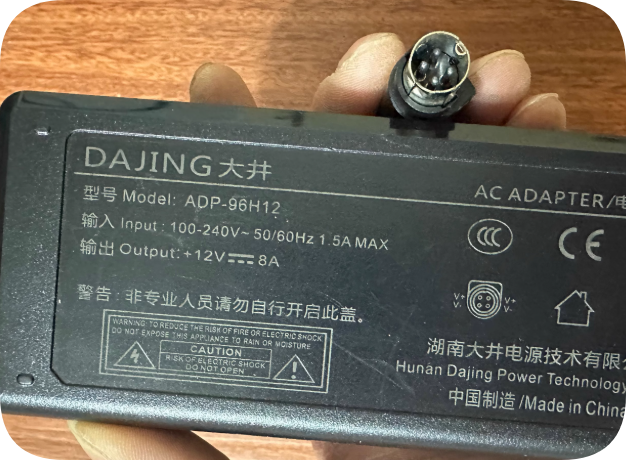 DAJING 大井
型号 Model: ADP-96H12
AC ADAPTER/
输入 Input : 100-240V~ 50/60Hz 1.5A MAX
输出 Output:+12V⎓8A
CCC
CE
警告 : 非专业人员请勿自行开启此盖。
V+ V+
V- V-
WARNING: TO REDUCE THE RISK OF FIRE OR ELECTRIC SHOCK
DO NOT EXPOSE THIS APPLIANCE TO RAIN OR MOISTURE
CAUTION
RISK OF ELECTRIC SHOCK
DO NOT OPEN
湖南大井电源技术有限
Hunan Dajing Power Technology
中国制造 /Made in China